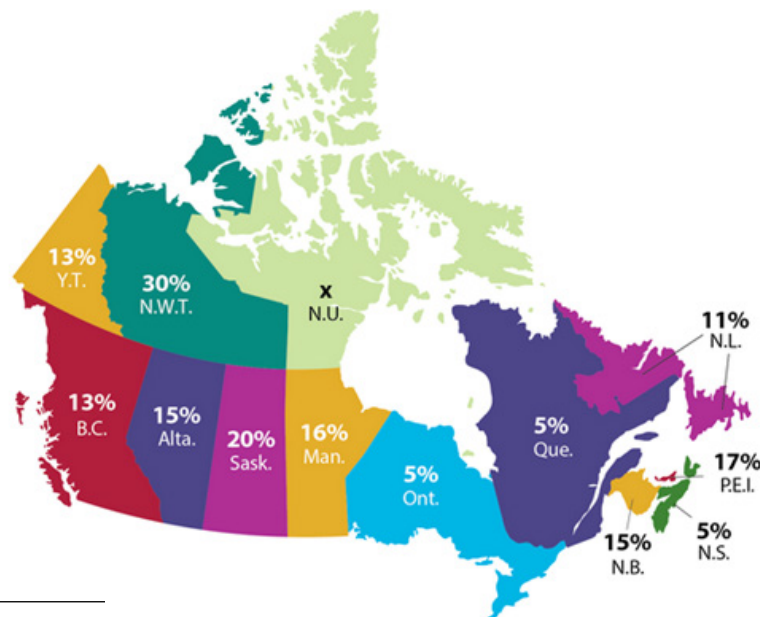 13%
Y.T.
30%
N.W.T.
x
N.U.
11%
N.L.
13%
B.C.
15%
Alta.
20%
Sask.
16%
Man.
5%
Ont.
5%
Que.
17%
P.E.I.
15%
N.B.
5%
N.S.